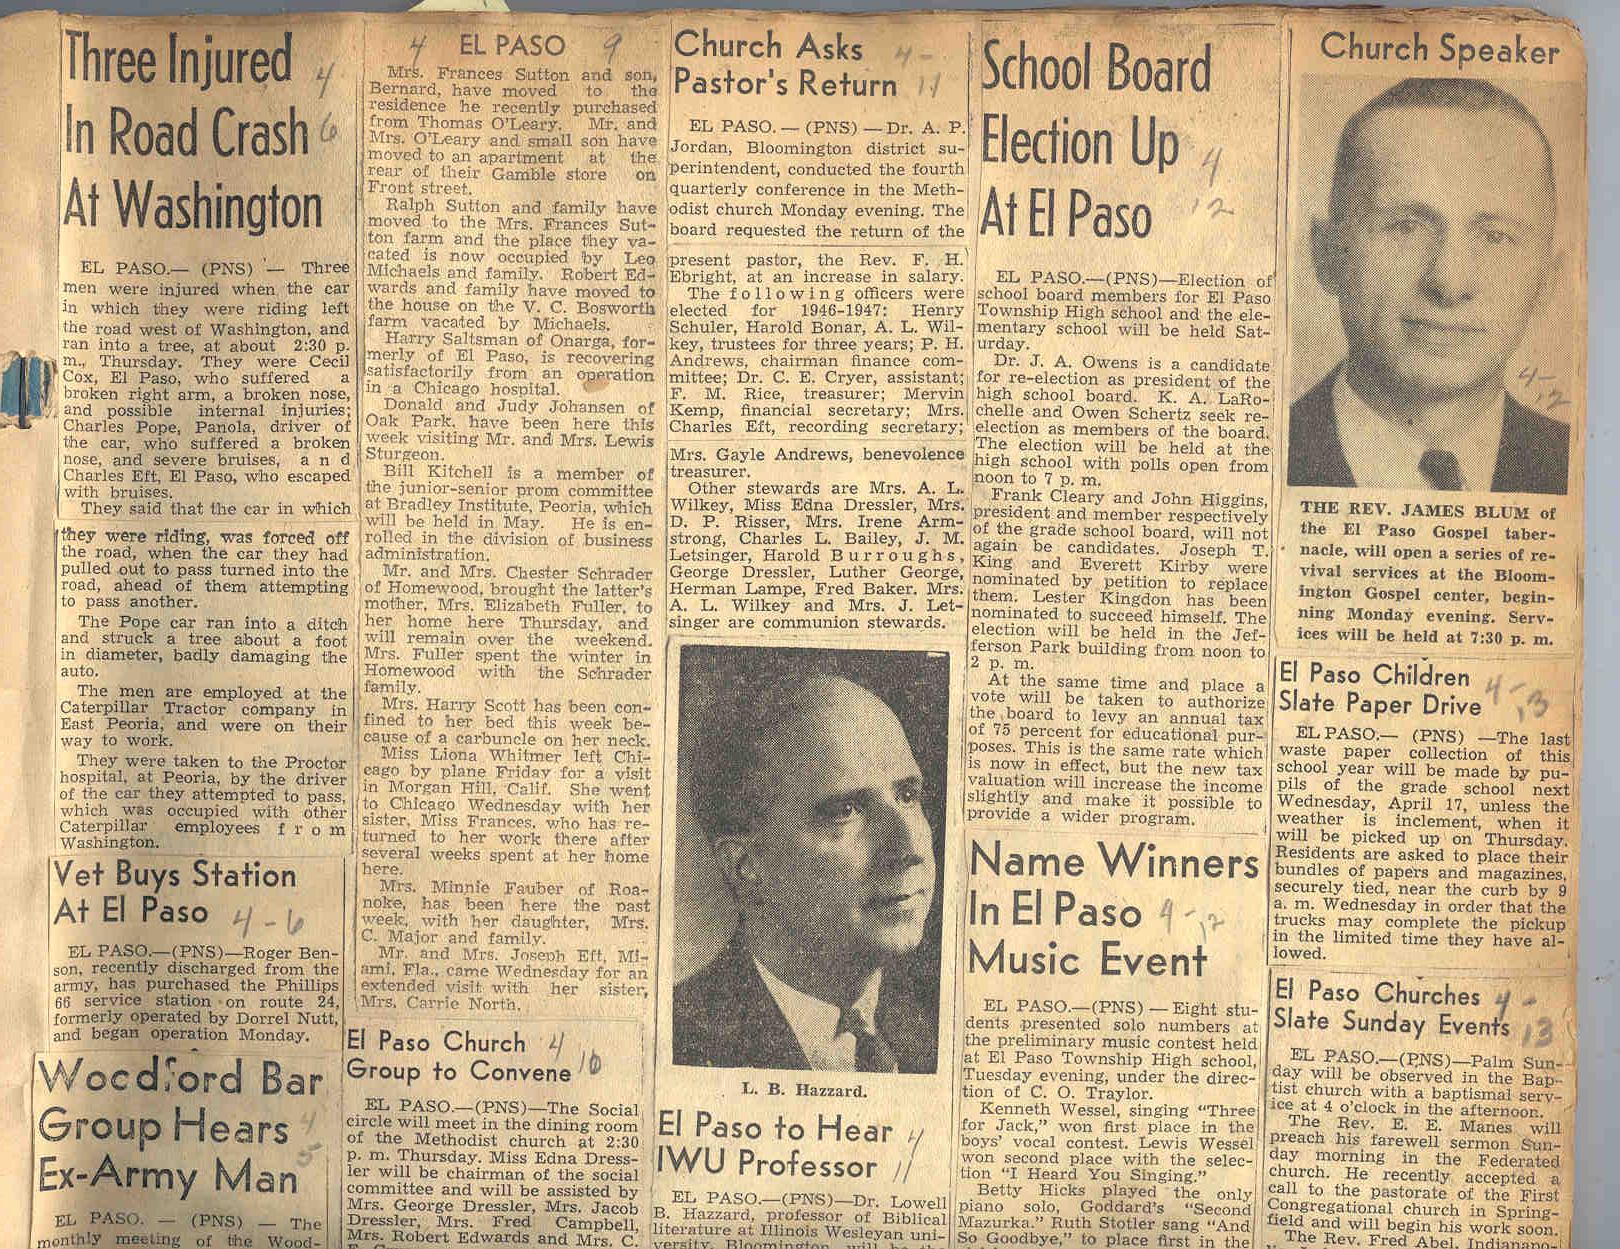 Three Injured
In Road Crash
At Washington
4
6
EL PASO.— (PNS) — Three
men were injured when the car
in which they were riding left
the road west of Washington, and
ran into a tree, at about 2:30 p.
m., Thursday. They were Cecil
Cox, El Paso, who suffered a
broken right arm, a broken nose,
and possible internal injuries;
Charles Pope, Panola, driver of
the car, who suffered a broken
nose, and severe bruises, and
Charles Eft, El Paso, who escaped
with bruises.
They said that the car in which
they were riding, was forced off
the road, when the car they had
pulled out to pass turned into the
road, ahead of them attempting
to pass another.
The Pope car ran into a ditch
and struck a tree about a foot
in diameter, badly damaging the
auto.
The men are employed at the
Caterpillar Tractor company in
East Peoria, and were on their
way to work.
They were taken to the Proctor
hospital, at Peoria, by the driver
of the car they attempted to pass,
which was occupied with other
Caterpillar employees from
Washington.
Vet Buys Station
At El Paso 4-6
EL PASO.—(PNS)—Roger Ben-
son, recently discharged from the
army, has purchased the Phillips
66 service station on route 24,
formerly operated by Dorrel Nutt,
and began operation Monday.
Woodford Bar
Group Hears
Ex-Army Man
4
5
EL PASO. — (PNS) — The
monthly meeting of the Wood-
4 EL PASO 9
Mrs. Frances Sutton and son,
Bernard, have moved to the
residence he recently purchased
from Thomas O'Leary. Mr. and
Mrs. O'Leary and small son have
moved to an apartment at the
rear of their Gamble store on
Front street.
Ralph Sutton and family have
moved to the Mrs. Frances Sut-
ton farm and the place they va-
cated is now occupied by Leo
Michaels and family. Robert Ed-
wards and family have moved to
the house on the V. C. Bosworth
farm vacated by Michaels.
Harry Saltsman of Onarga, for-
merly of El Paso, is recovering
satisfactorily from an operation
in a Chicago hospital.
Donald and Judy Johansen of
Oak Park, have been here this
week visiting Mr. and Mrs. Lewis
Sturgeon.
Bill Kitchell is a member of
the junior-senior prom committee
at Bradley Institute, Peoria, which
will be held in May. He is en-
rolled in the division of business
administration.
Mr. and Mrs. Chester Schrader
of Homewood, brought the latter's
mother, Mrs. Elizabeth Fuller, to
her home here Thursday, and
will remain over the weekend.
Mrs. Fuller spent the winter in
Homewood with the Schrader
family.
Mrs. Harry Scott has been con-
fined to her bed this week be-
cause of a carbuncle on her neck.
Miss Liona Whitmer left Chi-
cago by plane Friday for a visit
in Morgan Hill, Calif. She went
to Chicago Wednesday with her
sister, Miss Frances, who has re-
turned to her work there after
several weeks spent at her home
here.
Mrs. Minnie Fauber of Roa-
noke, has been here the past
week, with her daughter, Mrs.
C. Major and family.
Mr. and Mrs. Joseph Eft, Mi-
ami, Fla., came Wednesday for an
extended visit with her sister,
Mrs. Carrie North.
El Paso Church 4
Group to Convene 10
EL PASO.—(PNS)—The Social
circle will meet in the dining room
of the Methodist church at 2:30
p. m. Thursday. Miss Edna Dress-
ler will be chairman of the social
committee and will be assisted by
Mrs. George Dressler, Mrs. Jacob
Dressler, Mrs. Fred Campbell,
Mrs. Robert Edwards and Mrs. C.
Church Asks 4-
Pastor's Return 11
EL PASO. — (PNS) — Dr. A. P.
Jordan, Bloomington district su-
perintendent, conducted the fourth
quarterly conference in the Meth-
odist church Monday evening. The
board requested the return of the
present pastor, the Rev. F. H.
Ebright, at an increase in salary.
The following officers were
elected for 1946-1947: Henry
Schuler, Harold Bonar, A. L. Wil-
key, trustees for three years; P. H.
Andrews, chairman finance com-
mittee; Dr. C. E. Cryer, assistant;
F. M. Rice, treasurer; Mervin
Kemp, financial secretary; Mrs.
Charles Eft, recording secretary;
Mrs. Gayle Andrews, benevolence
treasurer.
Other stewards are Mrs. A. L.
Wilkey, Miss Edna Dressler, Mrs.
D. P. Risser, Mrs. Irene Arm-
strong, Charles L. Bailey, J. M.
Letsinger, Harold Burroughs,
George Dressler, Luther George,
Herman Lampe, Fred Baker. Mrs.
A. L. Wilkey and Mrs. J. Let-
singer are communion stewards.
L. B. Hazzard.
El Paso to Hear 4
IWU Professor 11
EL PASO.—(PNS)—Dr. Lowell
B. Hazzard, professor of Biblical
literature at Illinois Wesleyan uni-
versity, Bloomington, will be the
School Board
Election Up
At El Paso
4
12
EL PASO.—(PNS)—Election of
school board members for El Paso
Township High school and the ele-
mentary school will be held Sat-
urday.
Dr. J. A. Owens is a candidate
for re-election as president of the
high school board. K. A. LaRo-
chelle and Owen Schertz seek re-
election as members of the board.
The election will be held at the
high school with polls open from
noon to 7 p. m.
Frank Cleary and John Higgins,
president and member respectively
of the grade school board, will not
again be candidates. Joseph T.
King and Everett Kirby were
nominated by petition to replace
them. Lester Kingdon has been
nominated to succeed himself. The
election will be held in the Jef-
ferson Park building from noon to
2 p. m.
At the same time and place a
vote will be taken to authorize
the board to levy an annual tax
of 75 percent for educational pur-
poses. This is the same rate which
is now in effect, but the new tax
valuation will increase the income
slightly and make it possible to
provide a wider program.
Name Winners
In El Paso 4-12
Music Event
EL PASO.—(PNS) — Eight stu-
dents presented solo numbers at
the preliminary music contest held
at El Paso Township High school,
Tuesday evening, under the direc-
tion of C. O. Traylor.
Kenneth Wessel, singing "Three
for Jack," won first place in the
boys' vocal contest. Lewis Wessel
won second place with the selec-
tion "I Heard You Singing."
Betty Hicks played the only
piano solo, Goddard's "Second
Mazurka." Ruth Stotler sang "And
So Goodbye," to place first in the
Church Speaker
4-12
THE REV. JAMES BLUM of
the El Paso Gospel taber-
nacle, will open a series of re-
vival services at the Bloom-
ington Gospel center, begin-
ning Monday evening. Serv-
ices will be held at 7:30 p. m.
El Paso Children
Slate Paper Drive
4-13
EL PASO.— (PNS) —The last
waste paper collection of this
school year will be made by pu-
pils of the grade school next
Wednesday, April 17, unless the
weather is inclement, when it
will be picked up on Thursday.
Residents are asked to place their
bundles of papers and magazines,
securely tied, near the curb by 9
a. m. Wednesday in order that the
trucks may complete the pickup
in the limited time they have al-
lowed.
El Paso Churches 4-
Slate Sunday Events 13
EL PASO.—(PNS)—Palm Sun-
day will be observed in the Bap-
tist church with a baptismal serv-
ice at 4 o'clock in the afternoon.
The Rev. E. E. Manes will
preach his farewell sermon Sun-
day morning in the Federated
church. He recently accepted a
call to the pastorate of the First
Congregational church in Spring-
field and will begin his work soon.
The Rev. Fred Abel, Indianapo-